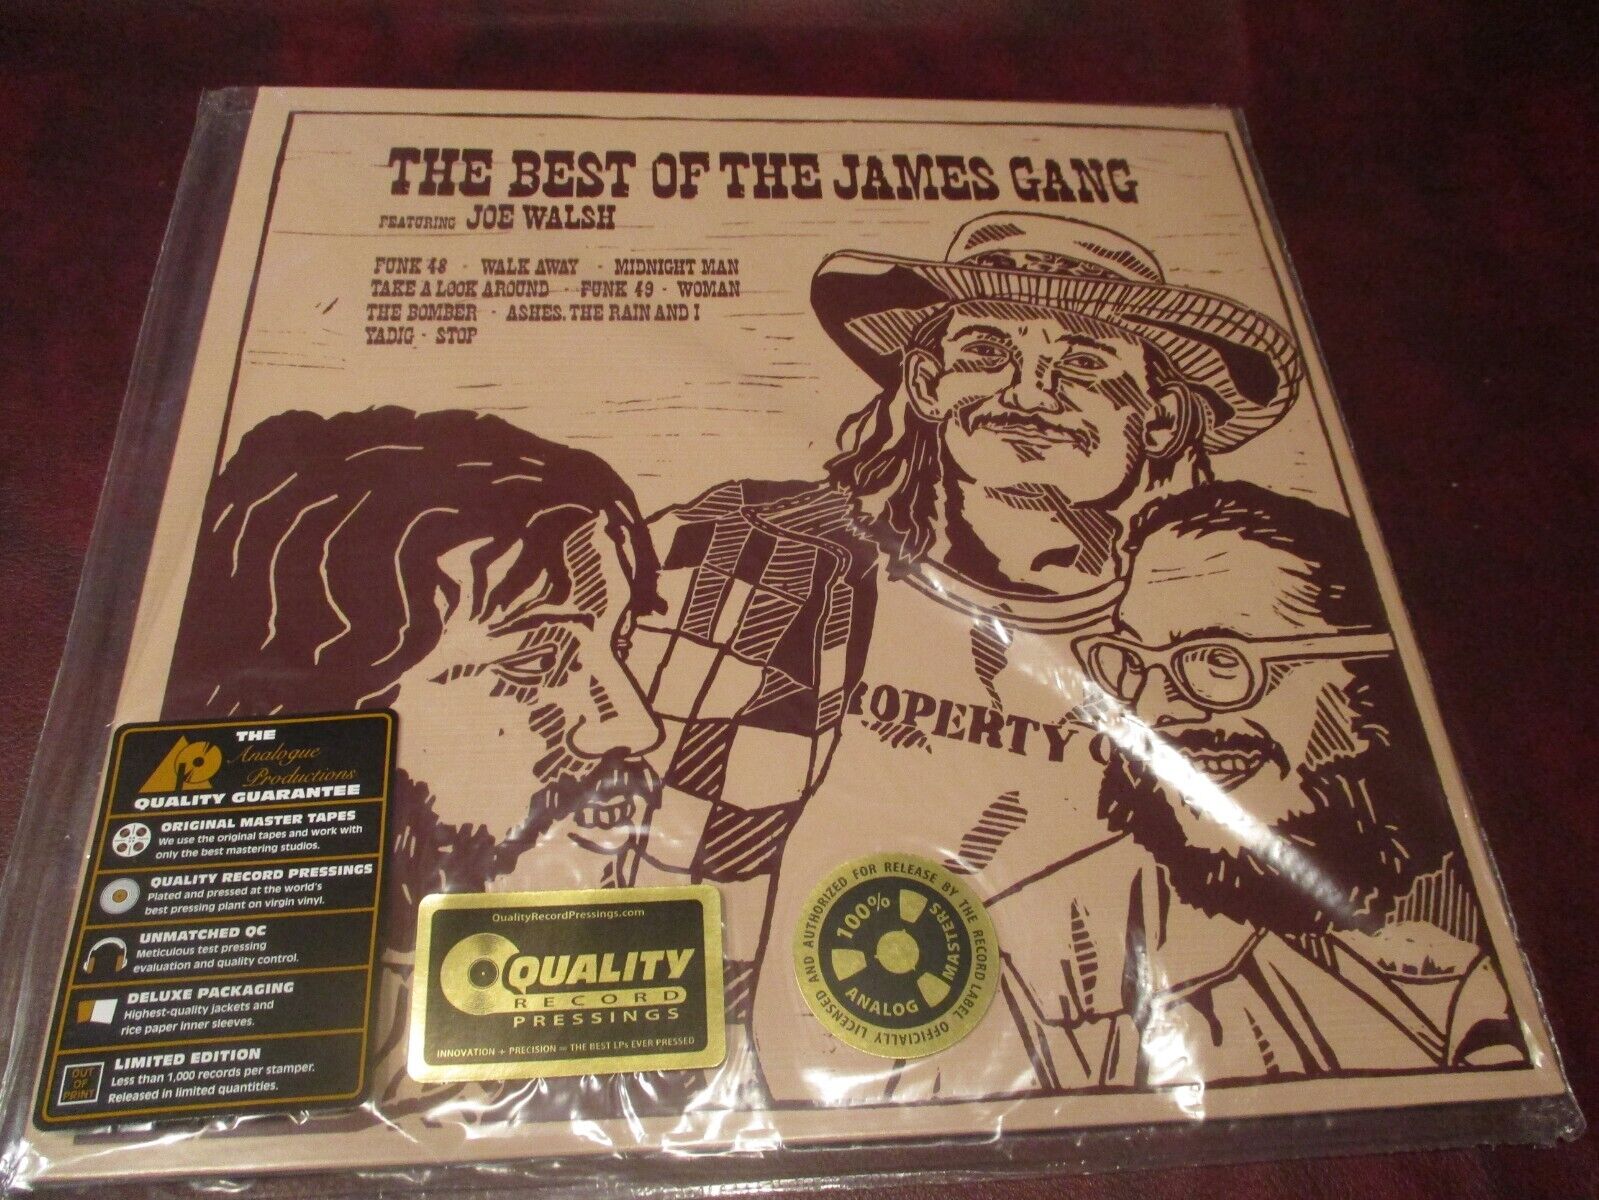 THE BEST OF THE JAMES GANG
FEATURING JOE WALSH
FUNK 48 - WALK AWAY - MIDNIGHT MAN
TAKE A LOOK AROUND - FUNK 49 - WOMAN
THE BOMBER - ASHES, THE RAIN AND I
YADIG - STOP
ROPERTY O
THE
Analogue
Productions
QUALITY GUARANTEE
ORIGINAL MASTER TAPES
We use the original tapes and work with
only the best mastering studios.
QUALITY RECORD PRESSINGS
Plated and pressed at the world's
best pressing plant on virgin vinyl.
UNMATCHED QC
Meticulous test pressing
evaluation and quality control.
DELUXE PACKAGING
Highest-quality jackets and
rice paper inner sleeves.
OUT
OF
PRINT
LIMITED EDITION
Less than 1,000 records per stamper.
Released in limited quantities.
QualityRecordPressings.com
QUALITY
RECORD
PRESSINGS
INNOVATION + PRECISION = THE BEST LPs EVER PRESSED
OFFICIALLY LICENSED AND AUTHORIZED FOR RELEASE BY THE RECORD LABEL
100%
ANALOG
MASTERS